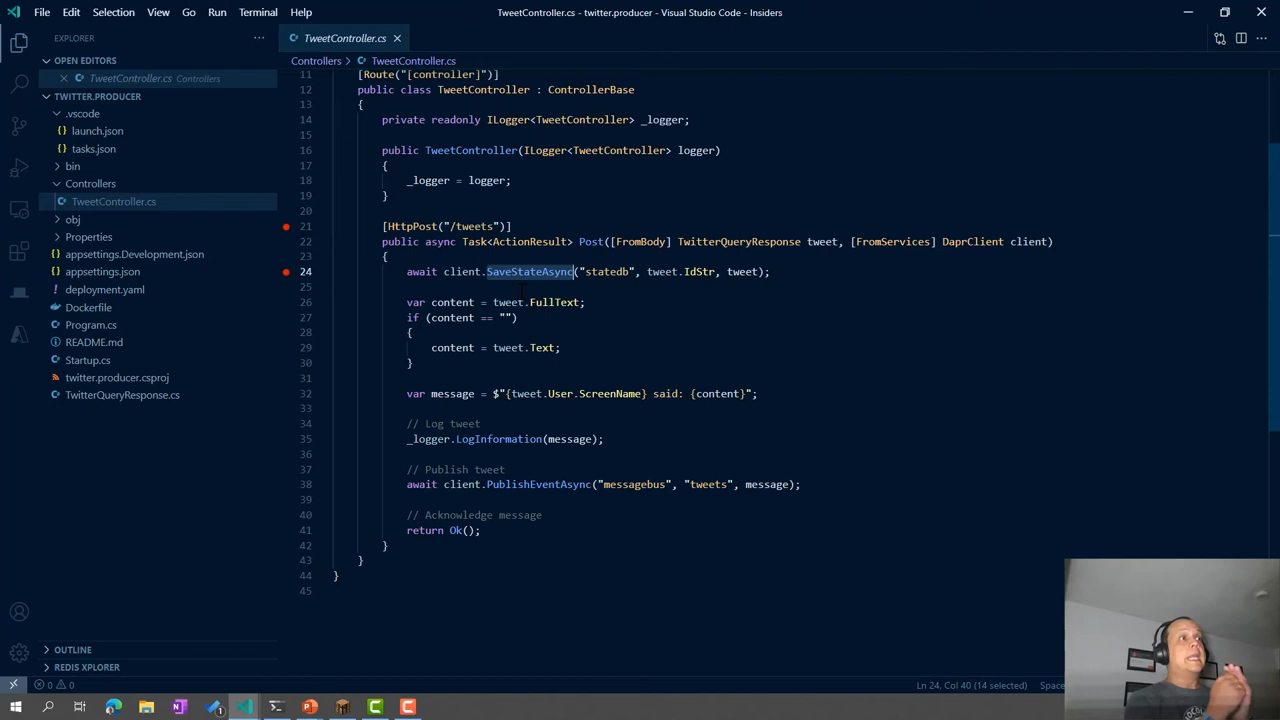 File Edit Selection View Go Run Terminal Help
TweetController.cs - twitter.producer - Visual Studio Code - Insiders
EXPLORER
OPEN EDITORS
TweetController.cs Controllers
TWITTER.PRODUCER
.vscode
launch.json
tasks.json
bin
Controllers
TweetController.cs
obj
Properties
appsettings.Development.json
appsettings.json
deployment.yaml
Dockerfile
Program.cs
README.md
Startup.cs
twitter.producer.csproj
TwitterQueryResponse.cs
OUTLINE
REDIS XPLORER
TweetController.cs
Controllers > TweetController.cs
11 [Route("[controller]")]
12 public class TweetController : ControllerBase
13 {
14 private readonly ILogger<TweetController> _logger;
15
16 public TweetController(ILogger<TweetController> logger)
17 {
18 _logger = logger;
19 }
20
21 [HttpPost("/tweets")]
22 public async Task<ActionResult> Post([FromBody] TwitterQueryResponse tweet, [FromServices] DaprClient client)
23 {
24 await client.SaveStateAsync("statedb", tweet.IdStr, tweet);
25
26 var content = tweet.FullText;
27 if (content == "")
28 {
29 content = tweet.Text;
30 }
31
32 var message = $"{tweet.User.ScreenName} said: {content}";
33
34 // Log tweet
35 _logger.LogInformation(message);
36
37 // Publish tweet
38 await client.PublishEventAsync("messagebus", "tweets", message);
39
40 // Acknowledge message
41 return Ok();
42 }
43 }
44 }
45
0 0
Ln 24, Col 40 (14 selected) Space